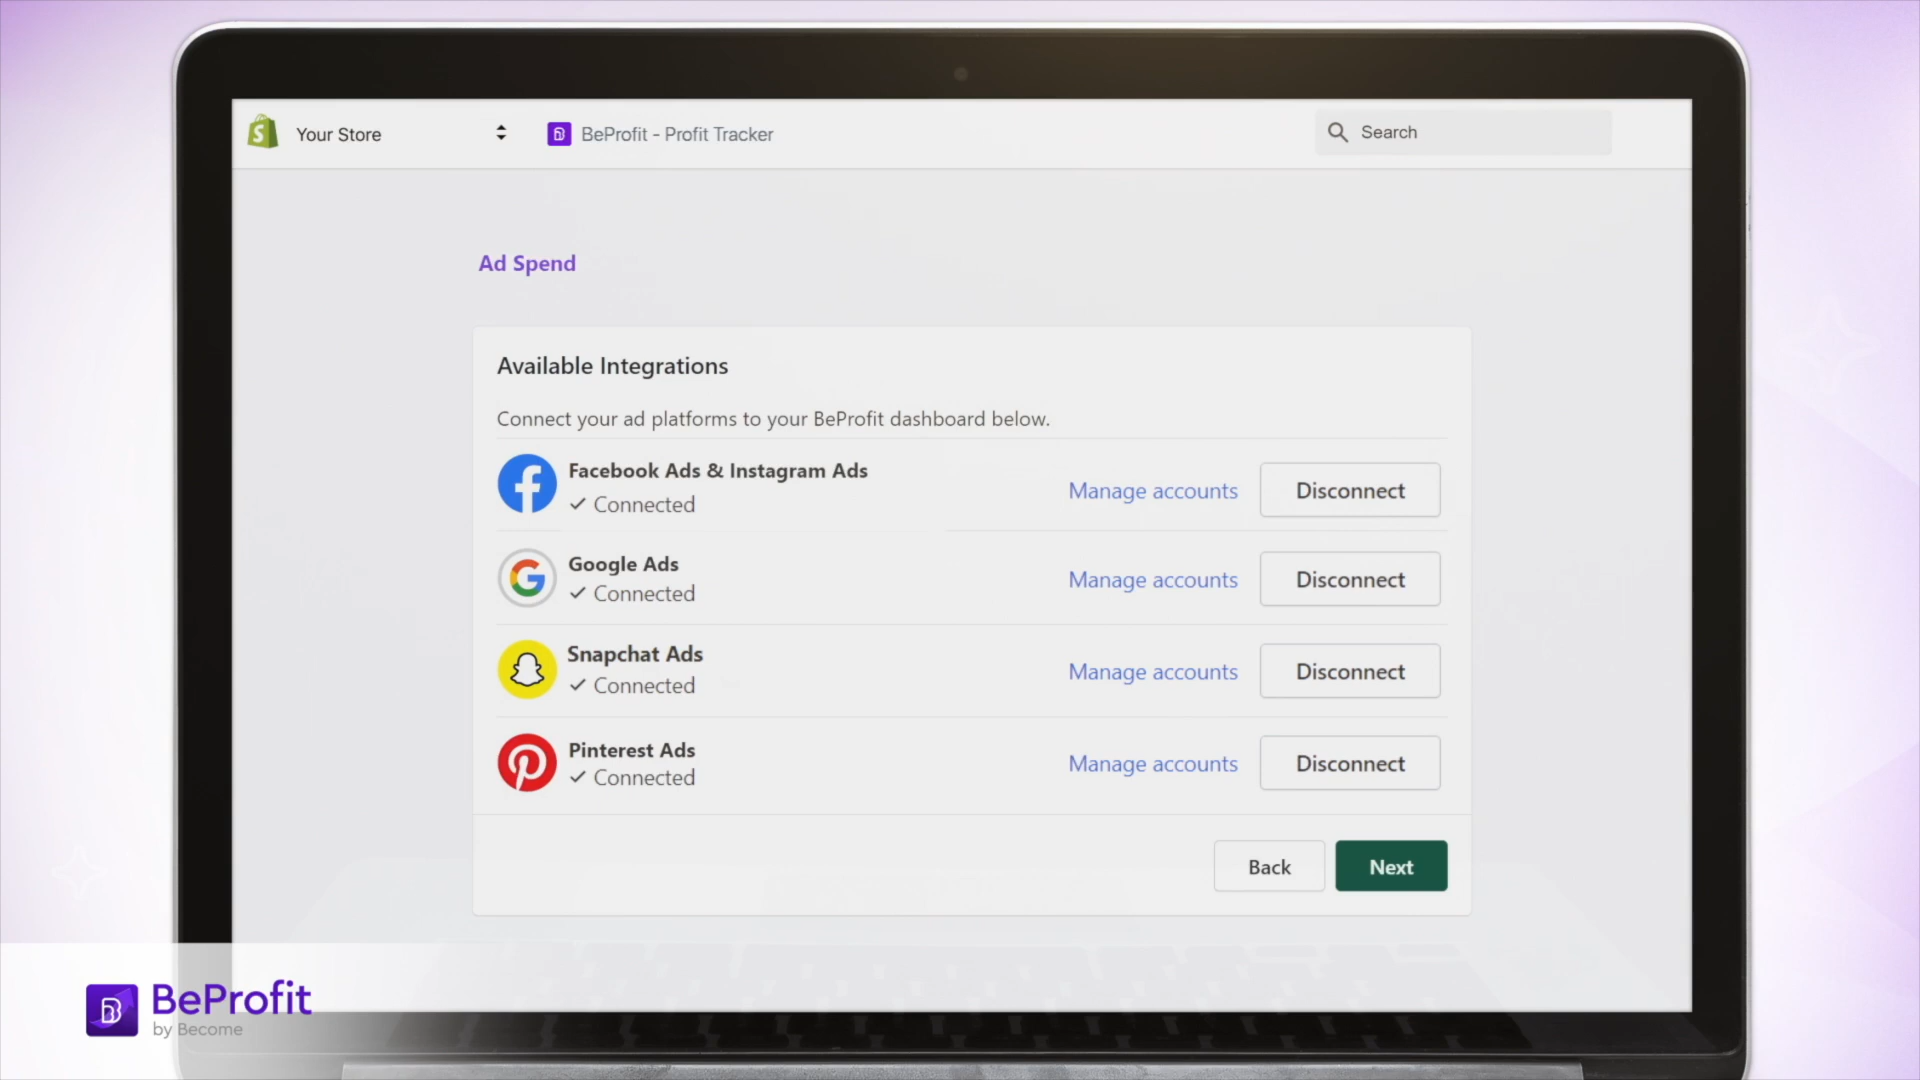 Your Store
BeProfit - Profit Tracker
Search
Ad Spend
Available Integrations
Connect your ad platforms to your BeProfit dashboard below.
Facebook Ads & Instagram Ads
✓ Connected
Manage accounts
Disconnect
Google Ads
✓ Connected
Manage accounts
Disconnect
Snapchat Ads
✓ Connected
Manage accounts
Disconnect
Pinterest Ads
✓ Connected
Manage accounts
Disconnect
Back
Next
BeProfit
by Become